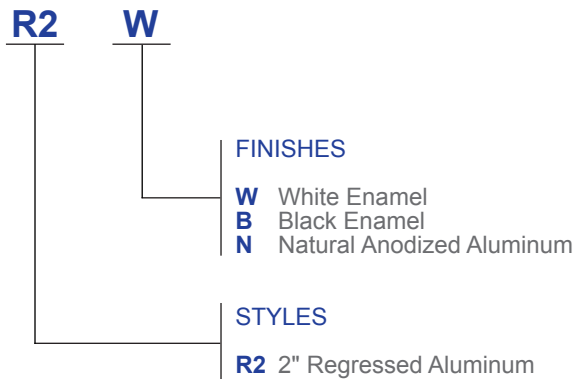 R2 W
FINISHES
W White Enamel
B Black Enamel
N Natural Anodized Aluminum
STYLES
R2 2" Regressed Aluminum